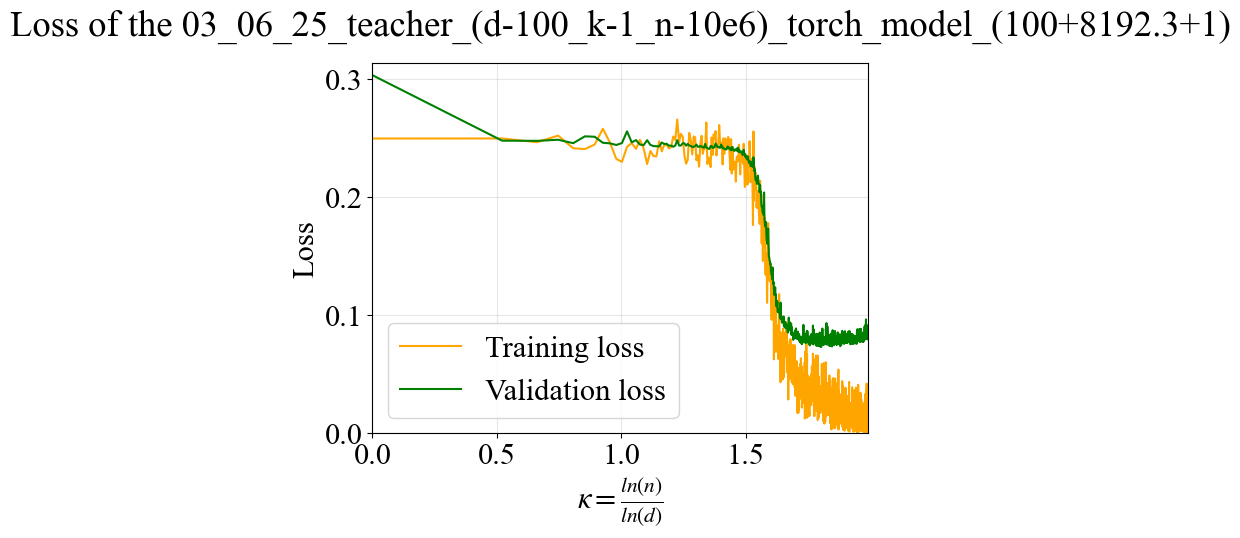 Loss of the 03_06_25_teacher_(d-100_k-1_n-10e6)_torch_model_(100+8192.3+1)
0.3
0.2
0.1
0.0
Loss
Training loss
Validation loss
0.0 0.5 1.0 1.5
κ = ln(n)/ln(d)